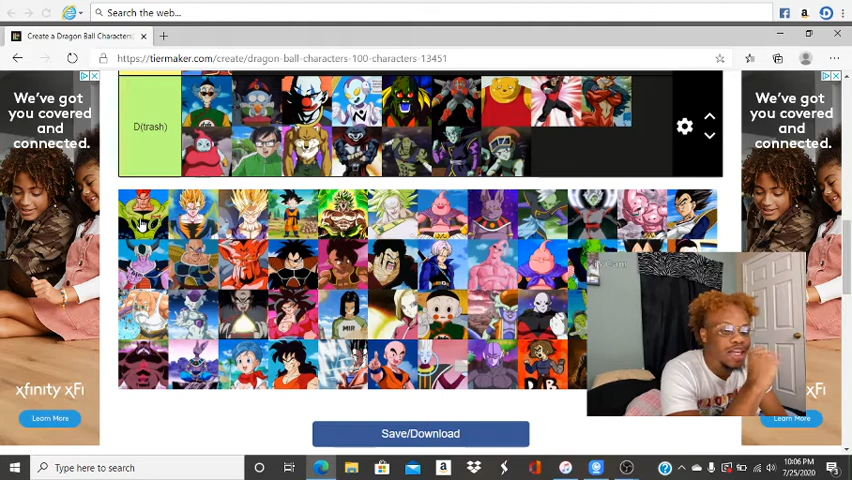 Search the web...
Create a Dragon Ball Characters
https://tiermaker.com/create/dragon-ball-characters-100-characters-13451
We've got
you covered
and
connected.
xfinity xFi
Learn More
D(trash)
MIR
We've got
you covered
and
connected.
Learn More
Save/Download
Type here to search
10:06 PM
7/25/2020